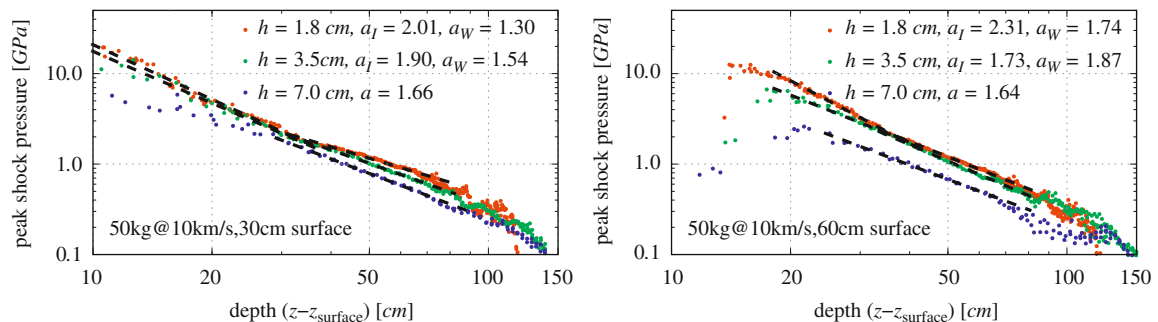 h = 1.8 cm, a_I = 2.01, a_W = 1.30
h = 3.5cm, a_I = 1.90, a_W = 1.54
h = 7.0 cm, a = 1.66
peak shock pressure [GPa]
10.0
1.0
0.1
50kg@10km/s,30cm surface
10 20 50 100 150
depth (z−z_surface) [cm]
h = 1.8 cm, a_I = 2.31, a_W = 1.74
h = 3.5 cm, a_I = 1.73, a_W = 1.87
h = 7.0 cm, a = 1.64
peak shock pressure [GPa]
10.0
1.0
0.1
50kg@10km/s,60cm surface
10 20 50 100 150
depth (z−z_surface) [cm]